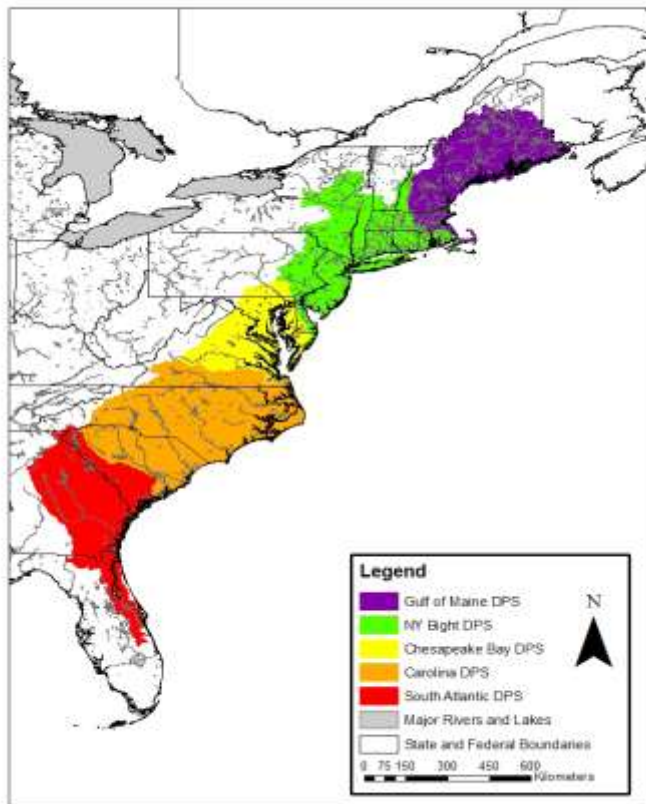 Legend
Gulf of Maine DPS
NY Bight DPS
Chesapeake Bay DPS
Carolina DPS
South Atlantic DPS
Major Rivers and Lakes
State and Federal Boundaries
N
0 75 150 300 450 600
Kilometers